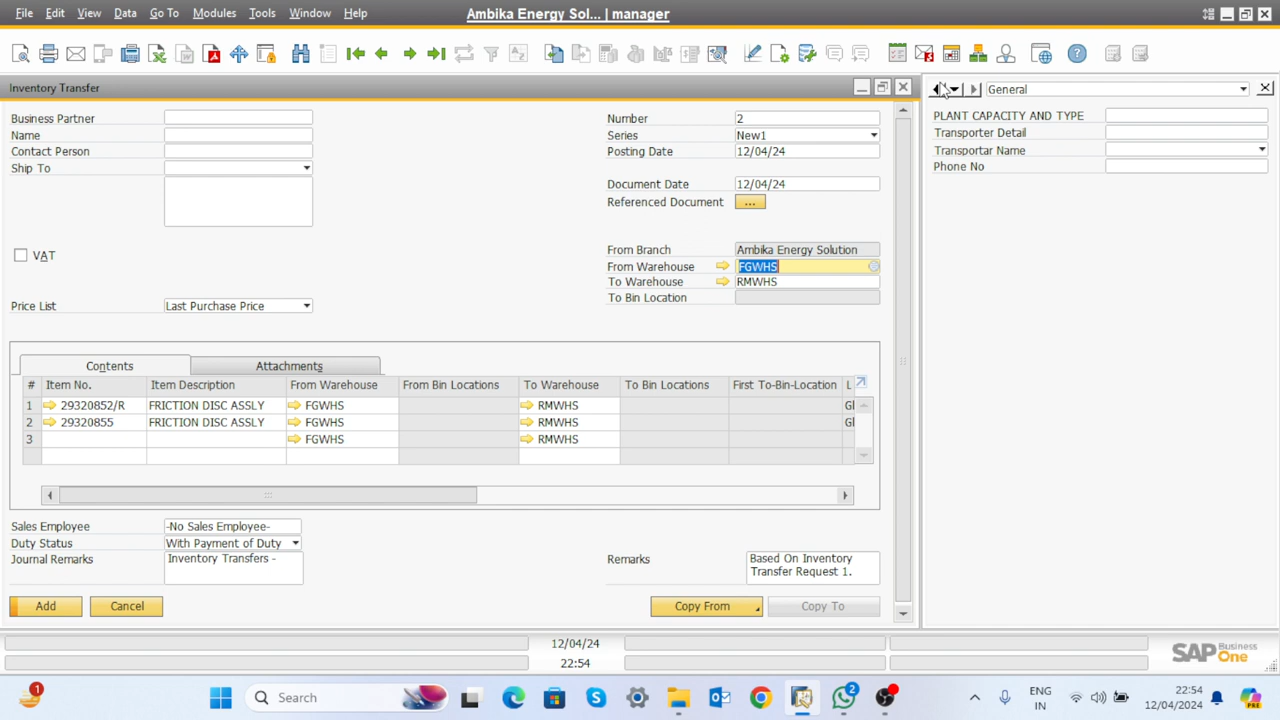 File Edit View Data Go To Modules Tools Window Help Ambika Energy Sol... | manager
Inventory Transfer
General
Business Partner
Name
Contact Person
Ship To
Number 2
Series New1
Posting Date 12/04/24
Document Date 12/04/24
Referenced Document ...
PLANT CAPACITY AND TYPE
Transporter Detail
Transportar Name
Phone No
VAT
From Branch Ambika Energy Solution
From Warehouse FGWHS
To Warehouse RMWHS
To Bin Location
Price List Last Purchase Price
Contents Attachments
# Item No. Item Description From Warehouse From Bin Locations To Warehouse To Bin Locations First To-Bin-Location L
1 29320852/R FRICTION DISC ASSLY FGWHS RMWHS Gl
2 29320855 FRICTION DISC ASSLY FGWHS RMWHS Gl
3 FGWHS RMWHS
Sales Employee -No Sales Employee-
Duty Status With Payment of Duty
Journal Remarks Inventory Transfers -
Remarks Based On Inventory
Transfer Request 1.
Add Cancel Copy From Copy To
12/04/24
22:54
SAP Business One
1 Search 2 ENG
IN
22:54
12/04/2024
PRE